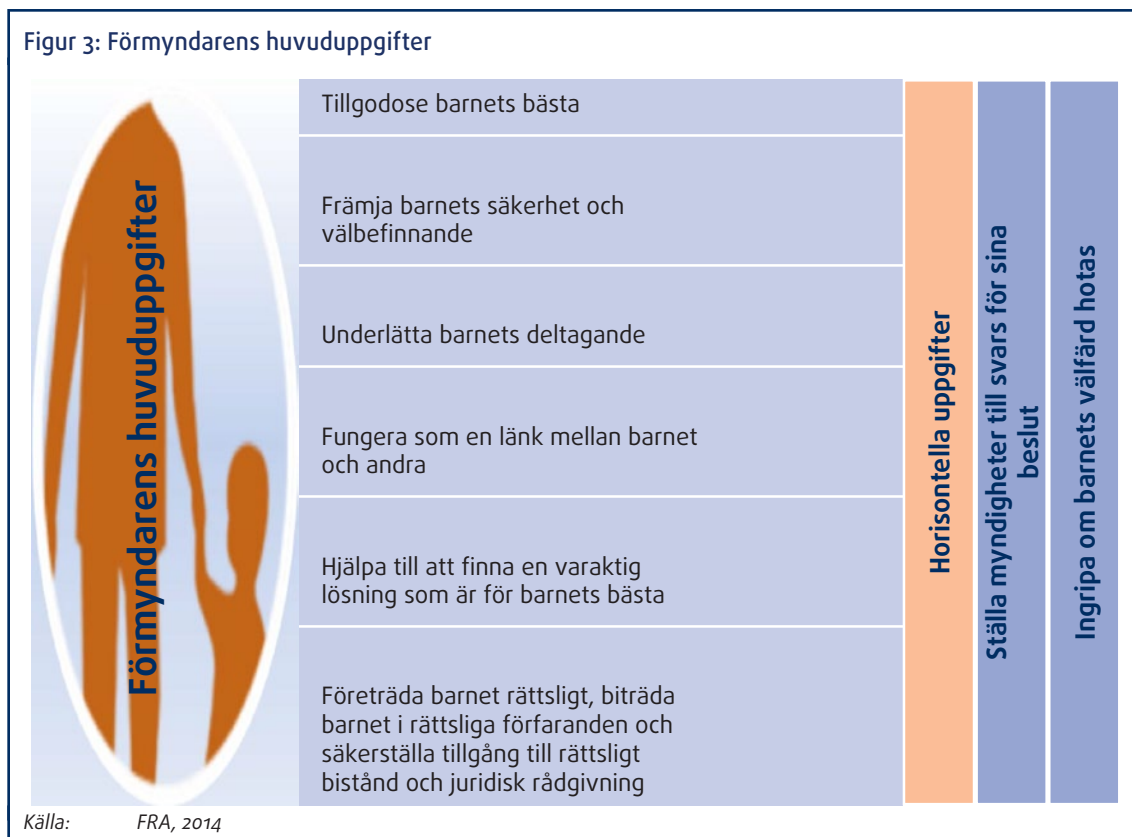 Figur 3: Förmyndarens huvuduppgifter
Förmyndarens huvuduppgifter
Tillgodose barnets bästa
Främja barnets säkerhet och
välbefinnande
Underlätta barnets deltagande
Fungera som en länk mellan barnet
och andra
Hjälpa till att finna en varaktig
lösning som är för barnets bästa
Företräda barnet rättsligt, biträda
barnet i rättsliga förfaranden och
säkerställa tillgång till rättsligt
bistånd och juridisk rådgivning
Horisontella uppgifter
Ställa myndigheter till svars för sina
beslut
Ingripa om barnets välfärd hotas
Källa: FRA, 2014